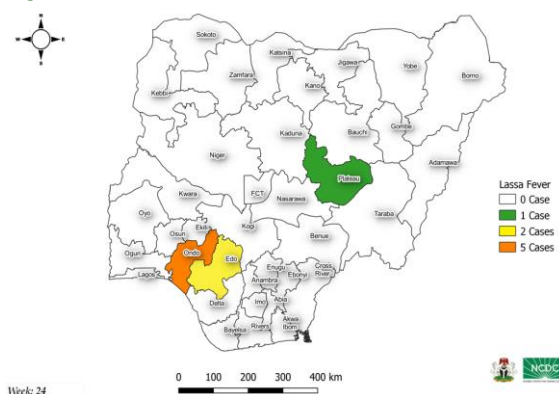 N
W
E
S
Sokoto
Katsina
Jigawa
Yobe
Borno
Zamfara
Kano
Kebbi
Kaduna
Bauchi
Gombe
Adamawa
Niger
Plateau
Kwara
FCT
Nasarawa
Taraba
Oyo
Ekiti
Kogi
Osun
Benue
Ogun
Ondo
Edo
Lagos
Enugu
Anambra
Ebonyi
Cross
River
Delta
Imo
Abia
Bayelsa
Rivers
Akwa
Ibom
Lassa Fever
0 Case
1 Case
2 Cases
5 Cases
Week: 24
0 100 200 300 400 km
NCDC